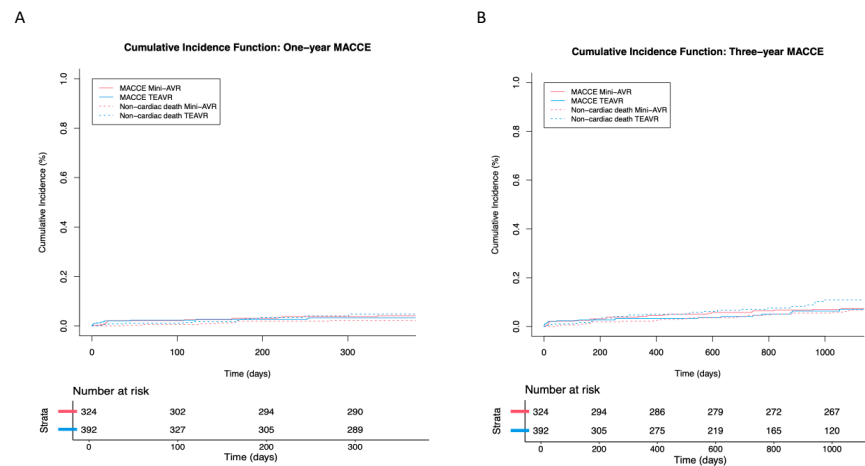 A
Cumulative Incidence Function: One−year MACCE
1.0
0.8
0.6
0.4
0.2
0.0
Cumulative Incidence (%)
MACCE Mini−AVR
MACCE TEAVR
Non−cardiac death Mini−AVR
Non−cardiac death TEAVR
0 100 200 300
Time (days)
Number at risk
Strata
324 302 294 290
392 327 305 289
0 100 200 300
Time (days)
B
Cumulative Incidence Function: Three−year MACCE
1.0
0.8
0.6
0.4
0.2
0.0
Cumulative Incidence (%)
MACCE Mini−AVR
MACCE TEAVR
Non−cardiac death Mini−AVR
Non−cardiac death TEAVR
0 200 400 600 800 1000
Time (days)
Number at risk
Strata
324 294 286 279 272 267
392 305 275 219 165 120
0 200 400 600 800 1000
Time (days)